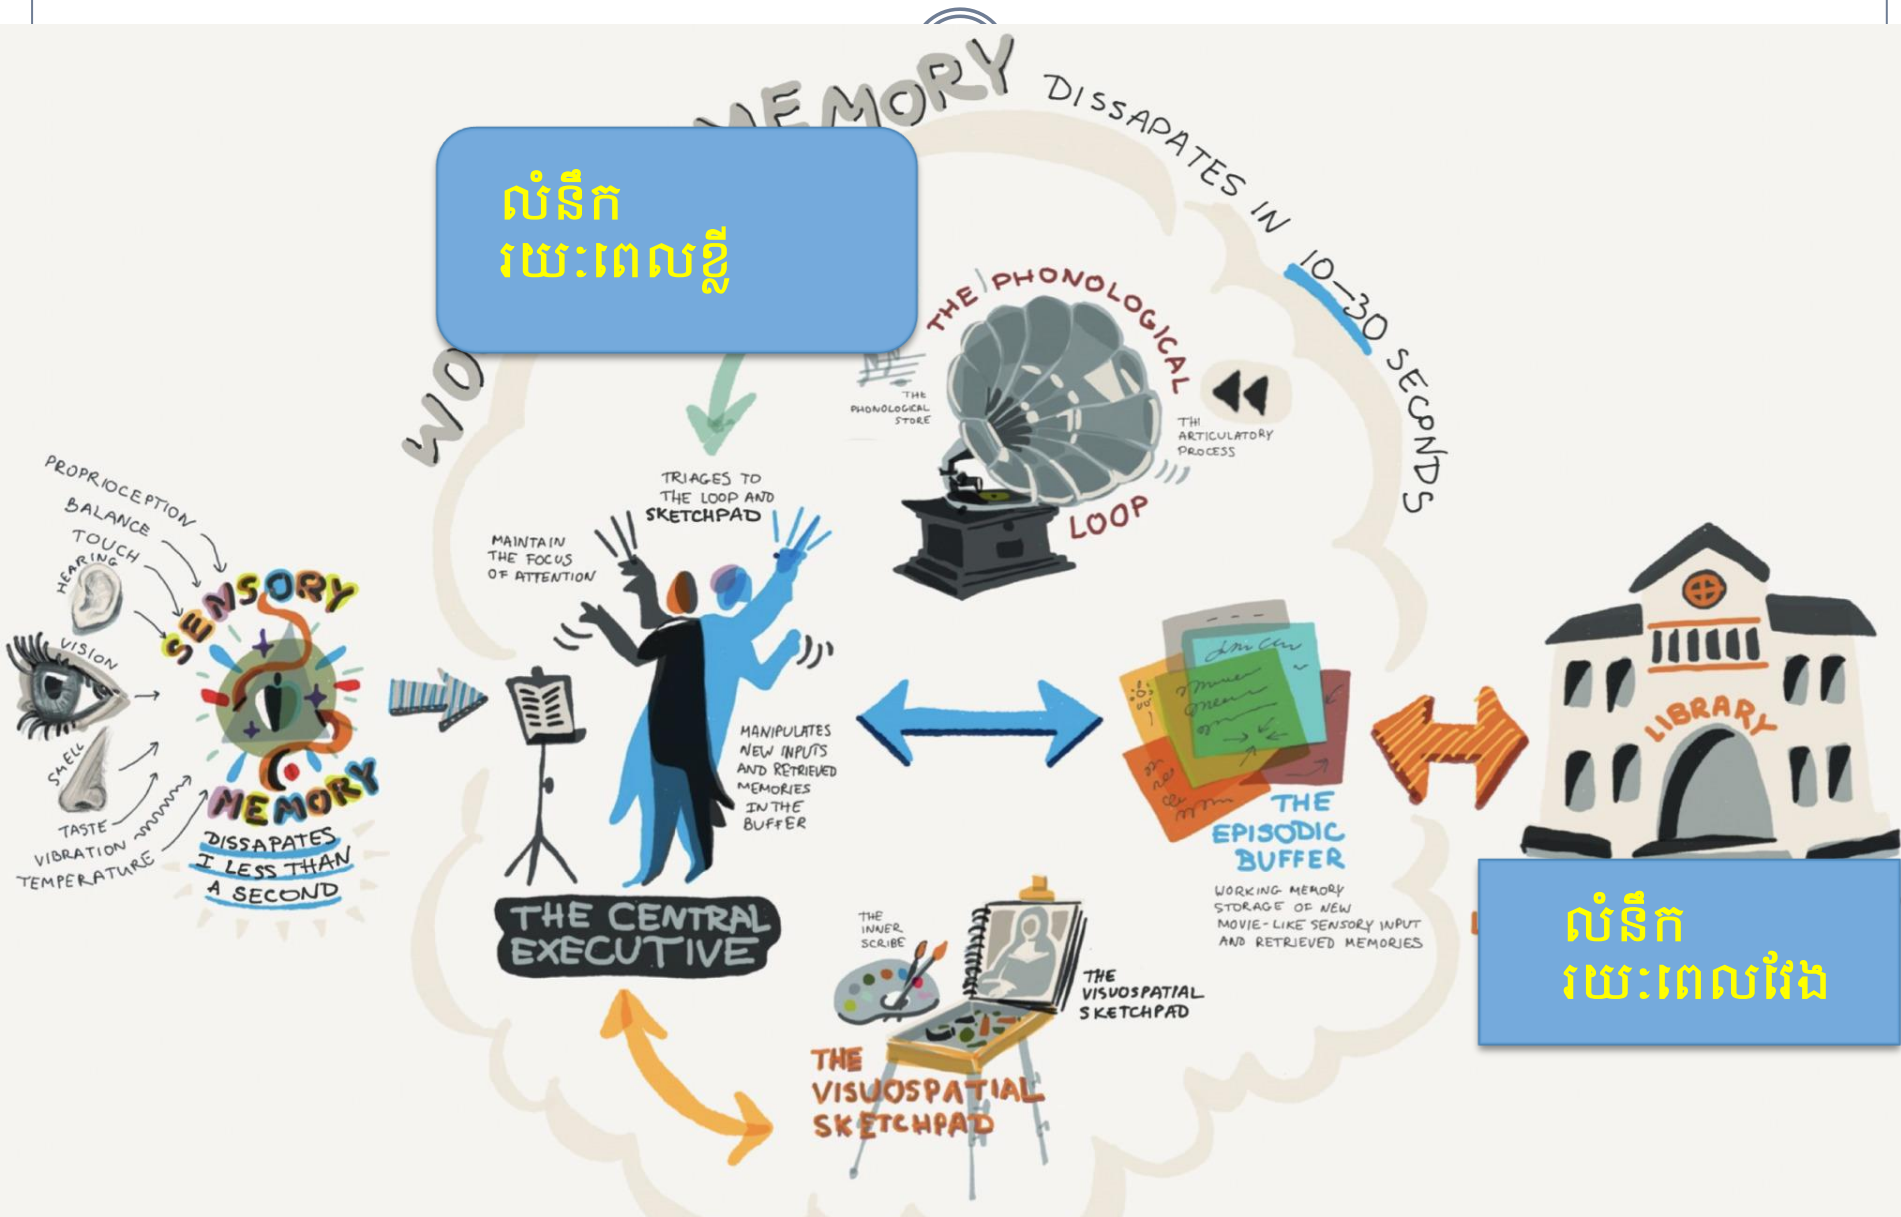 MEMORY
DISSAPATES IN 10-30 SECONDS
លំនឹក
រយៈពេលខ្លី
WO
THE PHONOLOGICAL
LOOP
THE
PHONOLOGICAL
STORE
THE
ARTICULATORY
PROCESS
TRIAGES TO
THE LOOP AND
SKETCHPAD
MAINTAIN
THE FOCUS
OF ATTENTION
PROPRIOCEPTION
BALANCE
TOUCH
HEARING
VISION
SMELL
TASTE
VIBRATION
TEMPERATURE
SENSORY
MEMORY
DISSAPATES
I LESS THAN
A SECOND
MANIPULATES
NEW INPUTS
AND RETRIEVED
MEMORIES
IN THE
BUFFER
THE CENTRAL
EXECUTIVE
THE
EPISODIC
BUFFER
WORKING MEMORY
STORAGE OF NEW
MOVIE-LIKE SENSORY INPUT
AND RETRIEVED MEMORIES
THE
INNER
SCRIBE
THE
VISUOSPATIAL
SKETCHPAD
THE
VISUOSPATIAL
SKETCHPAD
LIBRARY
លំនឹក
រយៈពេលវែង